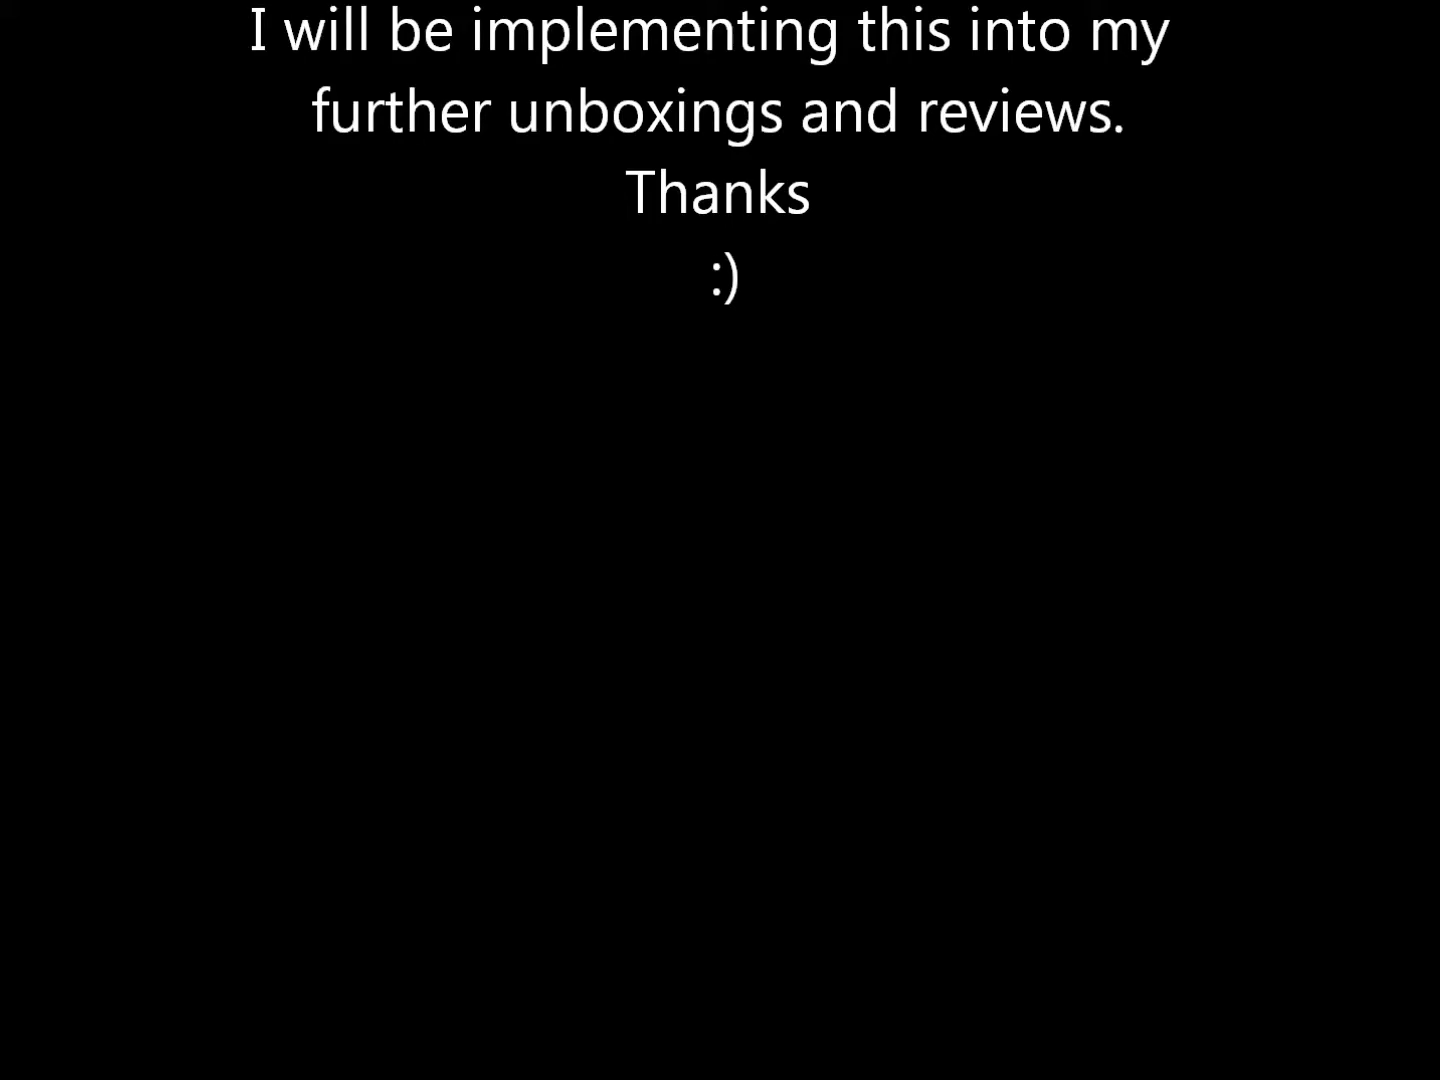 I will be implementing this into my
further unboxings and reviews.
Thanks
:)